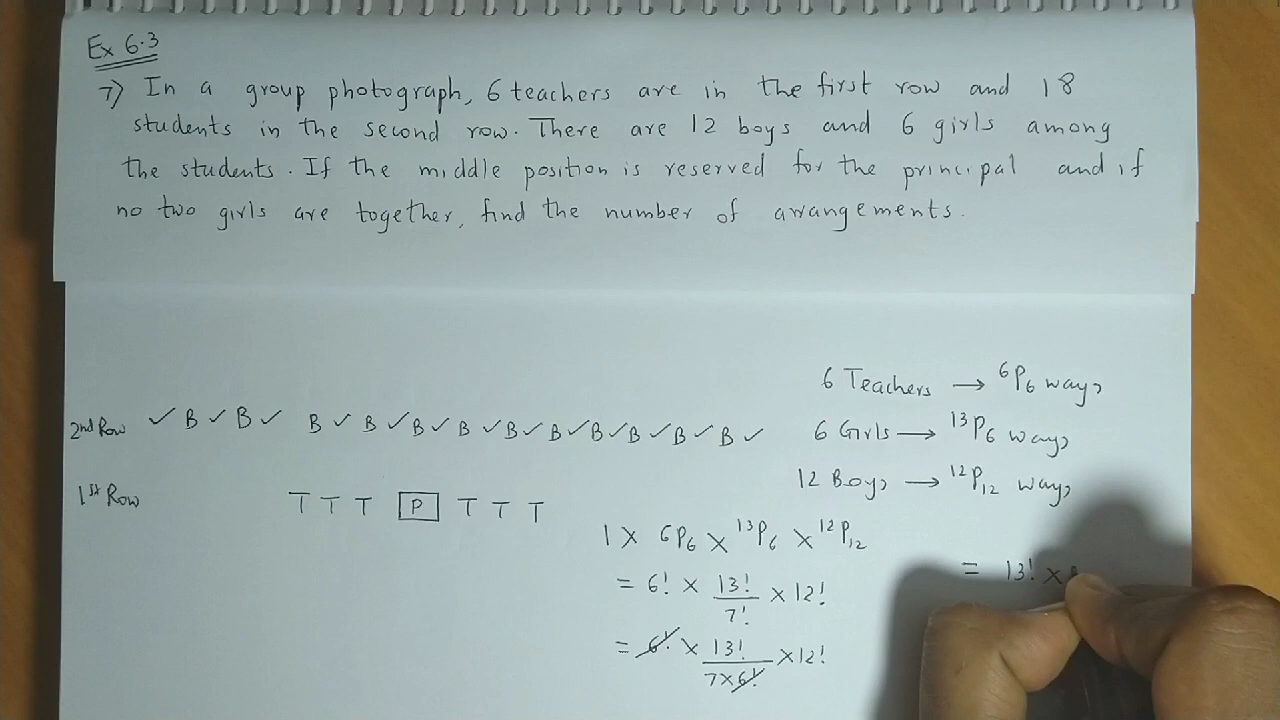 Ex 6.3
7) In a group photograph, 6 teachers are in the first row and 18
students in the second row. There are 12 boys and 6 girls among
the students. If the middle position is reserved for the principal and if
no two girls are together, find the number of arrangements.
6 Teachers → ⁶P₆ ways
2nd Row ✓ B ✓ B ✓ B ✓ B ✓ B ✓ B ✓ B ✓ B ✓ B ✓ B ✓ B ✓ B ✓
6 Girls → ¹³P₆ ways
12 Boys → ¹²P₁₂ ways
1st Row T T T P T T T
1 × 6P₆ × ¹³P₆ × ¹²P₁₂
= 6! × 13!/7! × 12!
= 6! × 13!/7×6! × 12!
= 13! ×